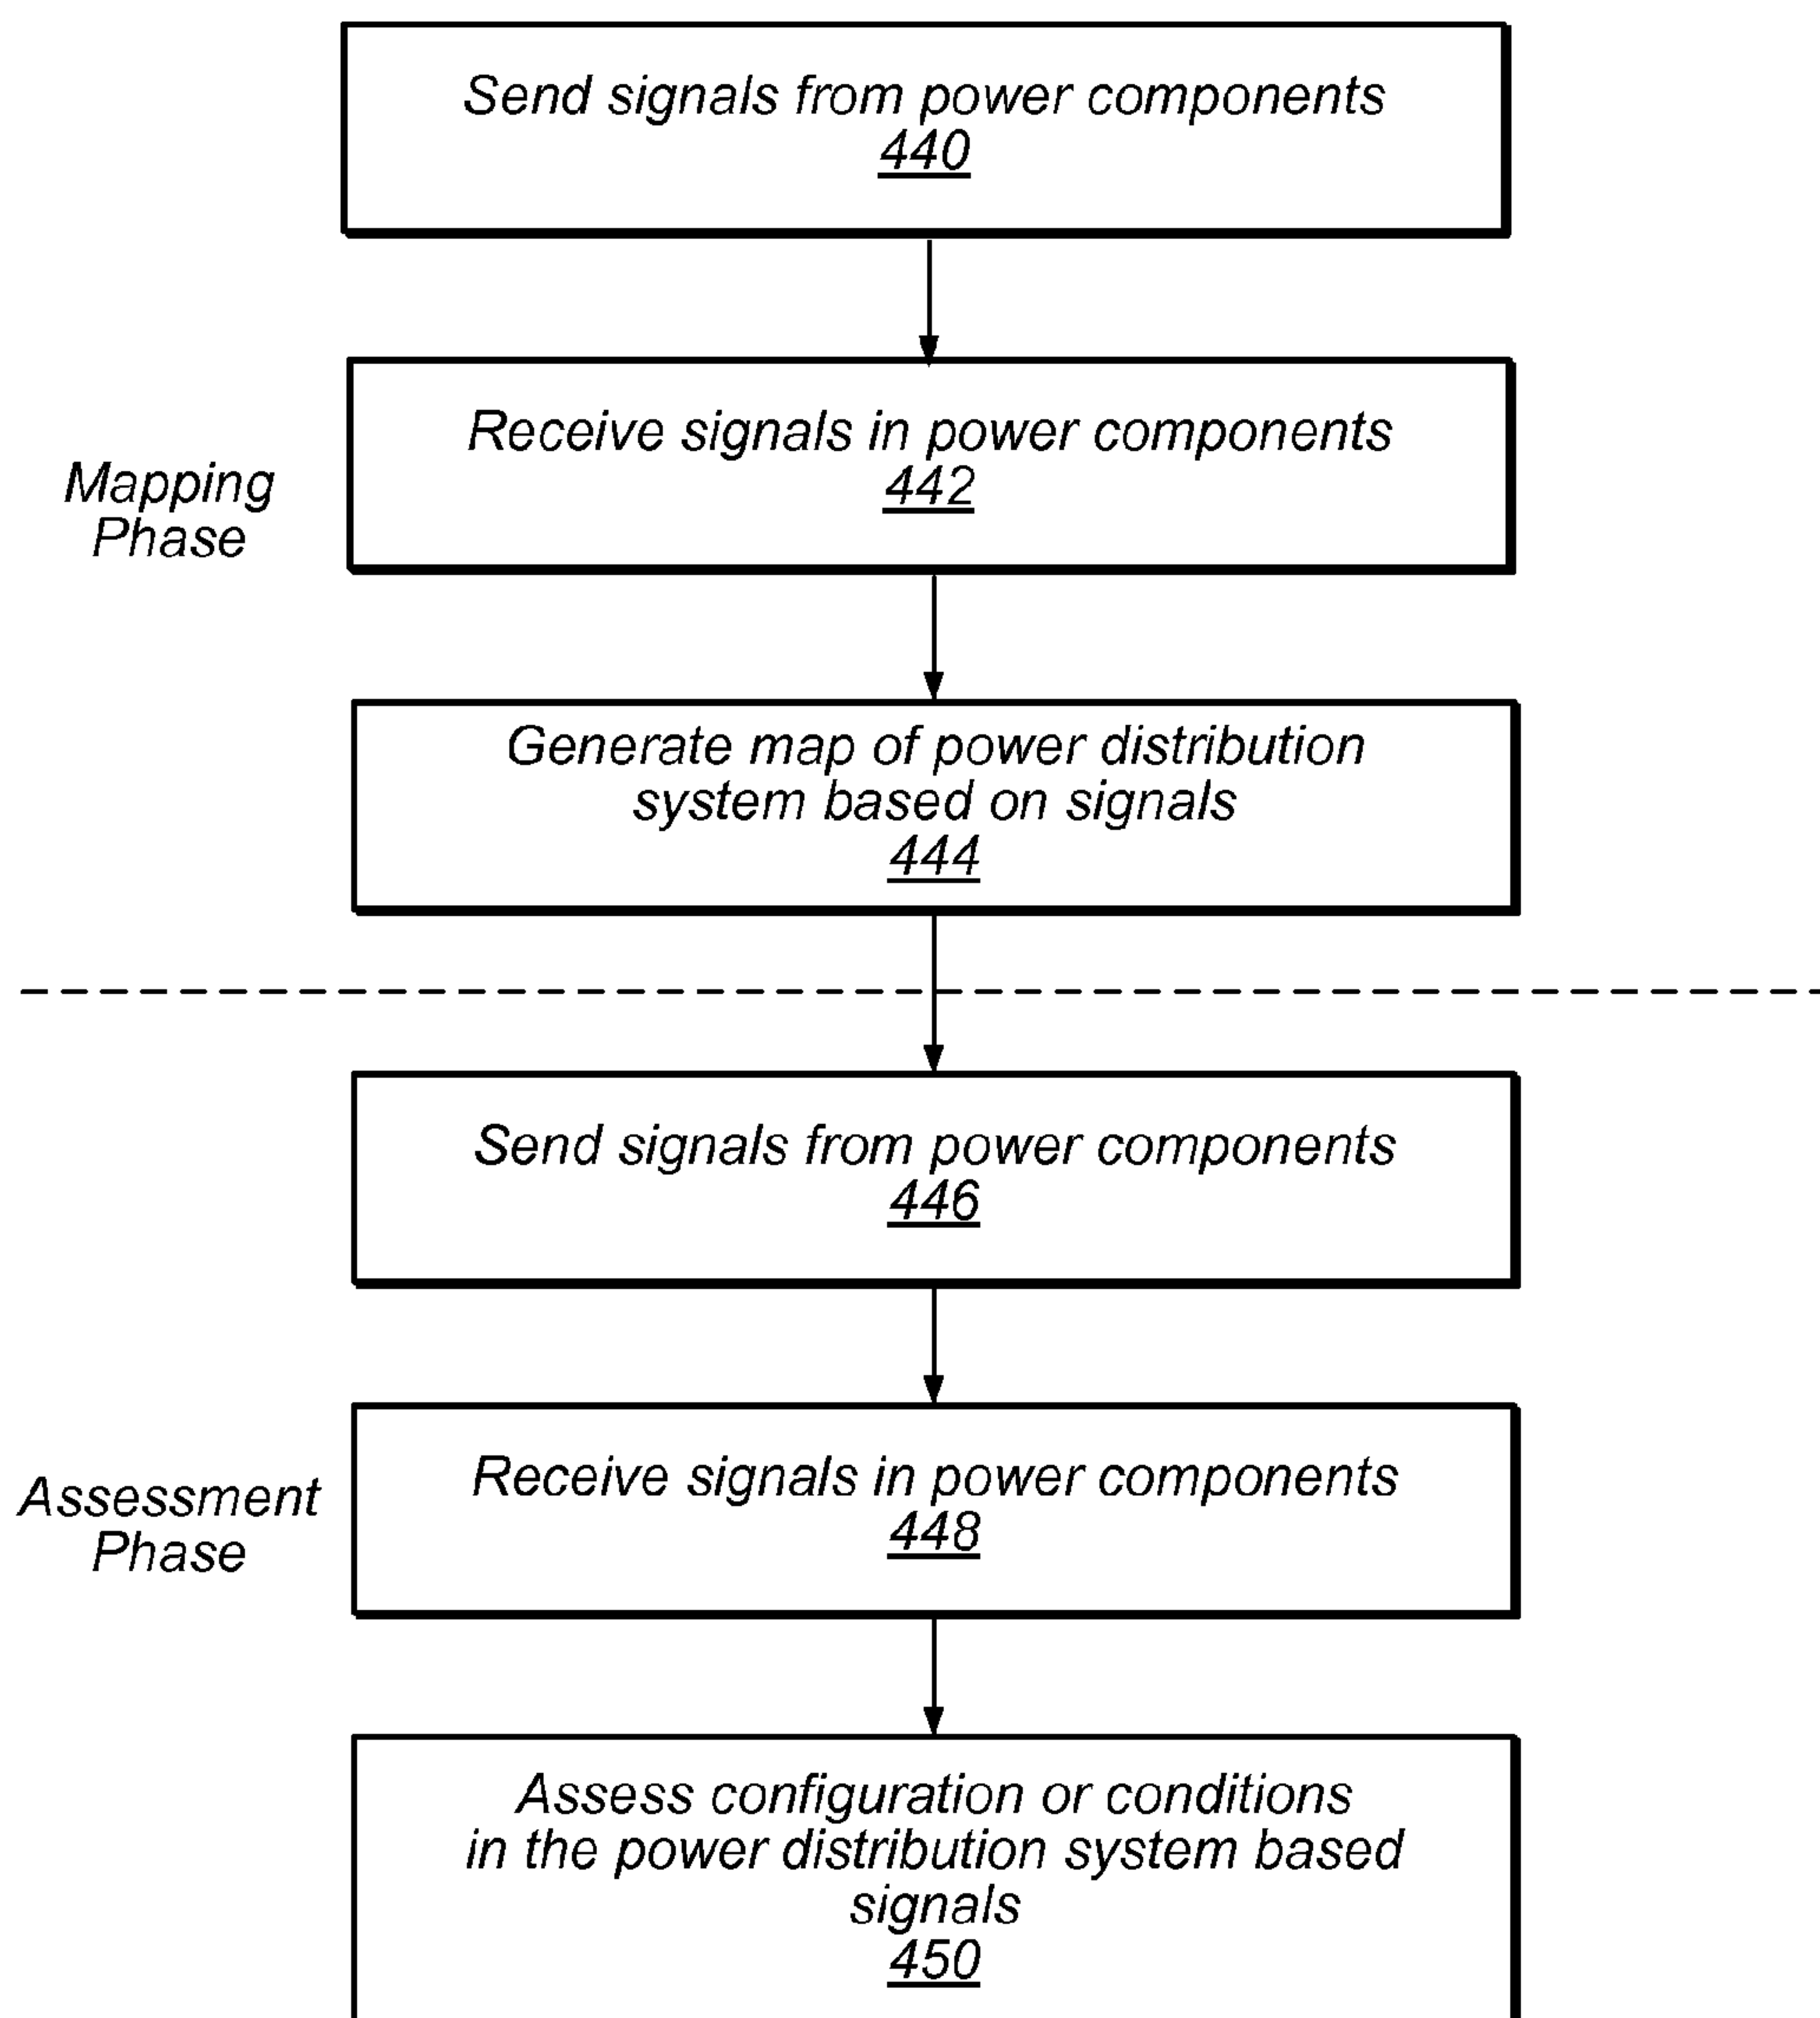 Send signals from power components
440
Receive signals in power components
442
Mapping
Phase
Generate map of power distribution
system based on signals
444
Send signals from power components
446
Receive signals in power components
448
Assessment
Phase
Assess configuration or conditions
in the power distribution system based
signals
450